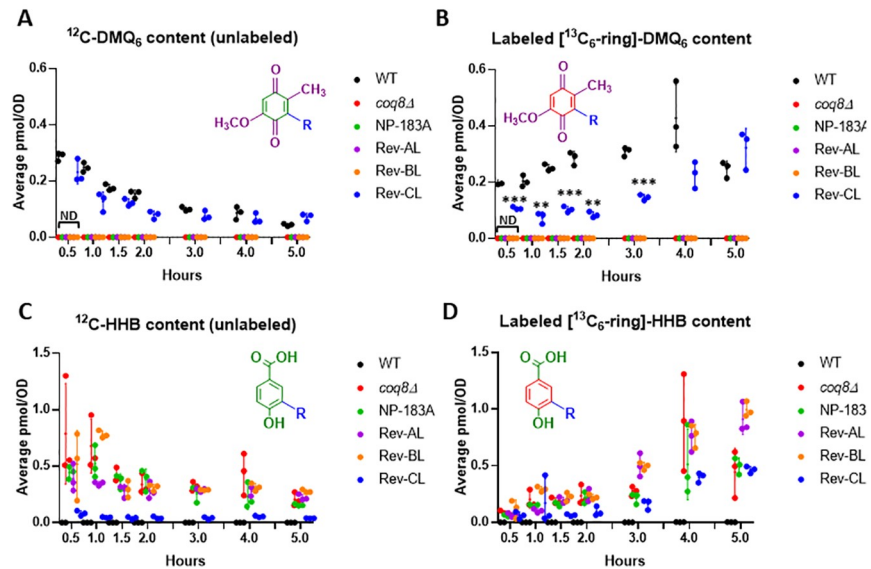 A
¹²C-DMQ₆ content (unlabeled)
Average pmol/OD
0.6
0.4
0.2
0.0
ND
0.5 1.0 1.5 2.0 3.0 4.0 5.0
Hours
O
CH₃
H₃CO
R
O
WT
coq8Δ
NP-183A
Rev-AL
Rev-BL
Rev-CL
B
Labeled [¹³C₆-ring]-DMQ₆ content
Average pmol/OD
0.6
0.4
0.2
0.0
O
CH₃
H₃CO
R
O
*** ** *** ** ***
ND
0.5 1.0 1.5 2.0 3.0 4.0 5.0
Hours
WT
coq8Δ
NP-183A
Rev-AL
Rev-BL
Rev-CL
C
¹²C-HHB content (unlabeled)
Average pmol/OD
1.5
1.0
0.5
0.0
0.5 1.0 1.5 2.0 3.0 4.0 5.0
Hours
O OH
R
OH
WT
coq8Δ
NP-183A
Rev-AL
Rev-BL
Rev-CL
D
Labeled [¹³C₆-ring]-HHB content
Average pmol/OD
1.5
1.0
0.5
0.0
O OH
R
OH
0.5 1.0 1.5 2.0 3.0 4.0 5.0
Hours
WT
coq8Δ
NP-183
Rev-AL
Rev-BL
Rev-CL